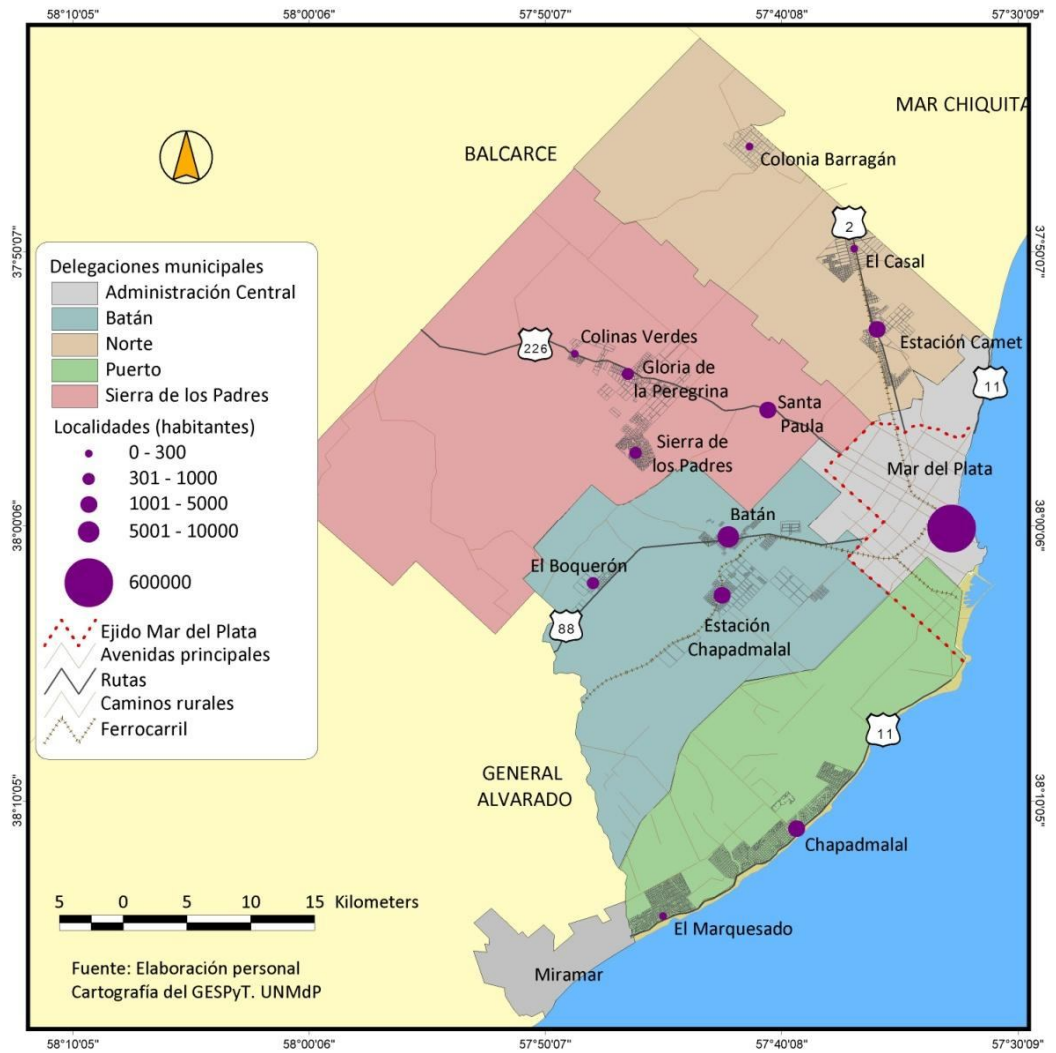 58°10'05"
58°00'06"
57°50'07"
57°40'08"
57°30'09"
MAR CHIQUITA
BALCARCE
Colonia Barragán
2
37°50'07"
37°50'07"
El Casal
Delegaciones municipales
Administración Central
Batán
Norte
Puerto
Sierra de los Padres
Localidades (habitantes)
0 - 300
301 - 1000
1001 - 5000
5001 - 10000
600000
Ejido Mar del Plata
Avenidas principales
Rutas
Caminos rurales
Ferrocarril
226
Colinas Verdes
Estación Camet
11
Gloria de
la Peregrina
Santa
Paula
Sierra de
los Padres
Mar del Plata
38°00'06"
38°00'06"
Batán
El Boquerón
88
Estación
Chapadmalal
11
GENERAL
ALVARADO
38°10'05"
38°10'05"
Chapadmalal
El Marquesado
Miramar
5 0 5 10 15 Kilometers
Fuente: Elaboración personal
Cartografía del GESPyT. UNMdP
58°10'05"
58°00'06"
57°50'07"
57°40'08"
57°30'09"